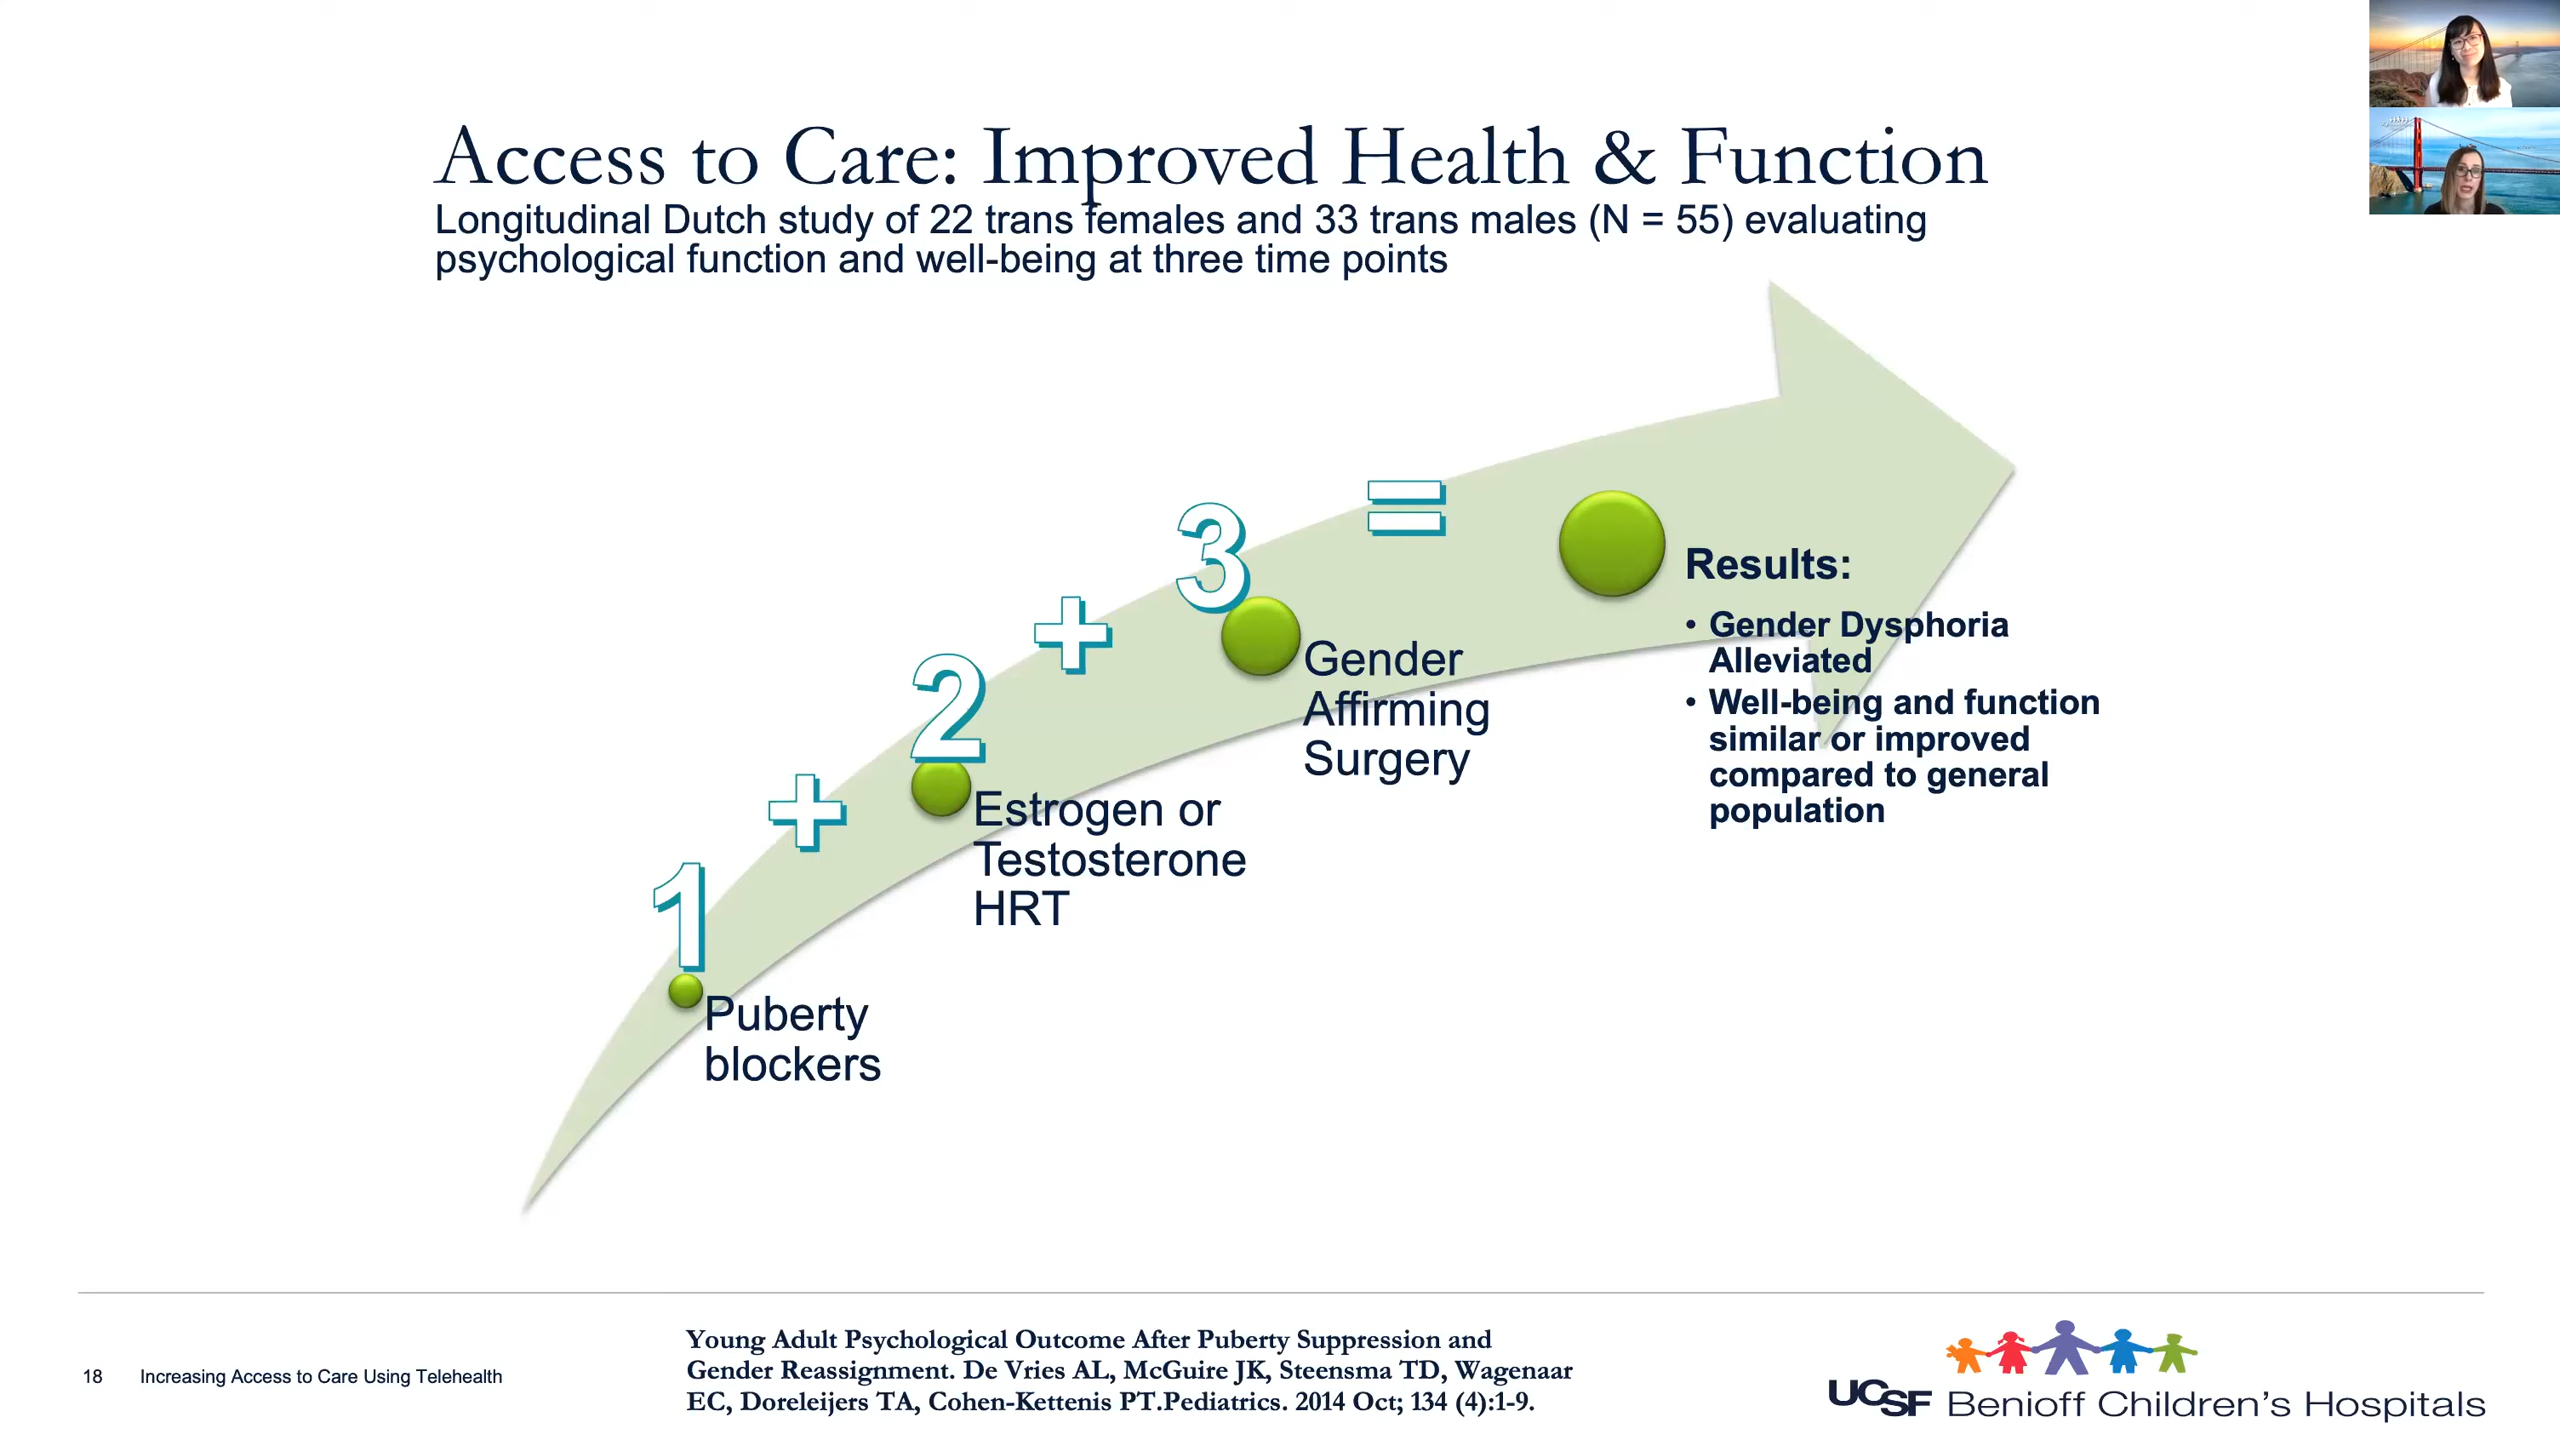 Access to Care: Improved Health & Function
Longitudinal Dutch study of 22 trans females and 33 trans males (N = 55) evaluating
psychological function and well-being at three time points
1
Puberty
blockers
+
2
Estrogen or
Testosterone
HRT
+
3
Gender
Affirming
Surgery
=
Results:
• Gender Dysphoria
Alleviated
• Well-being and function
similar or improved
compared to general
population
18
Increasing Access to Care Using Telehealth
Young Adult Psychological Outcome After Puberty Suppression and
Gender Reassignment. De Vries AL, McGuire JK, Steensma TD, Wagenaar
EC, Doreleijers TA, Cohen-Kettenis PT.Pediatrics. 2014 Oct; 134 (4):1-9.
UCSF Benioff Children's Hospitals